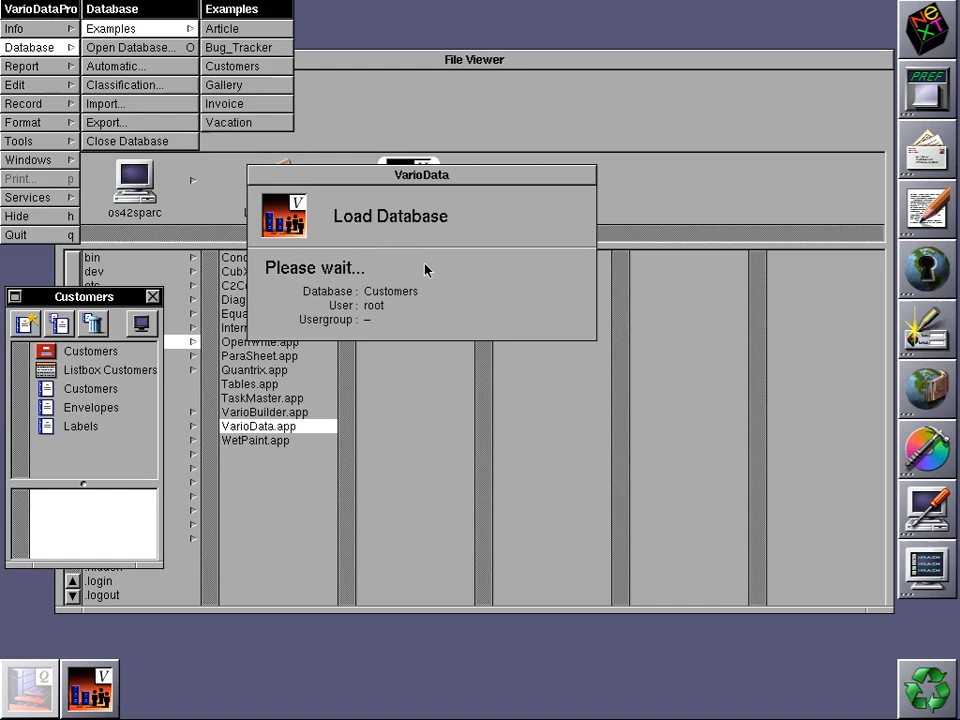 VarioDataPro
Info
Database
Report
Edit
Record
Format
Tools
Windows
Print... p
Services
Hide h
Quit q
Database
Examples
Open Database... O
Automatic...
Classification...
Import...
Export...
Close Database
Examples
Article
Bug_Tracker
Customers
Gallery
Invoice
Vacation
File Viewer
os42sparc
VarioData
V
Load Database
Please wait...
Database : Customers
User : root
Usergroup : –
bin
dev
Customers
Customers
Listbox Customers
Customers
Envelopes
Labels
OpenWrite.app
ParaSheet.app
Quantrix.app
Tables.app
TaskMaster.app
VarioBuilder.app
VarioData.app
WetPaint.app
.login
.logout
NeXT
PREF
Q
V